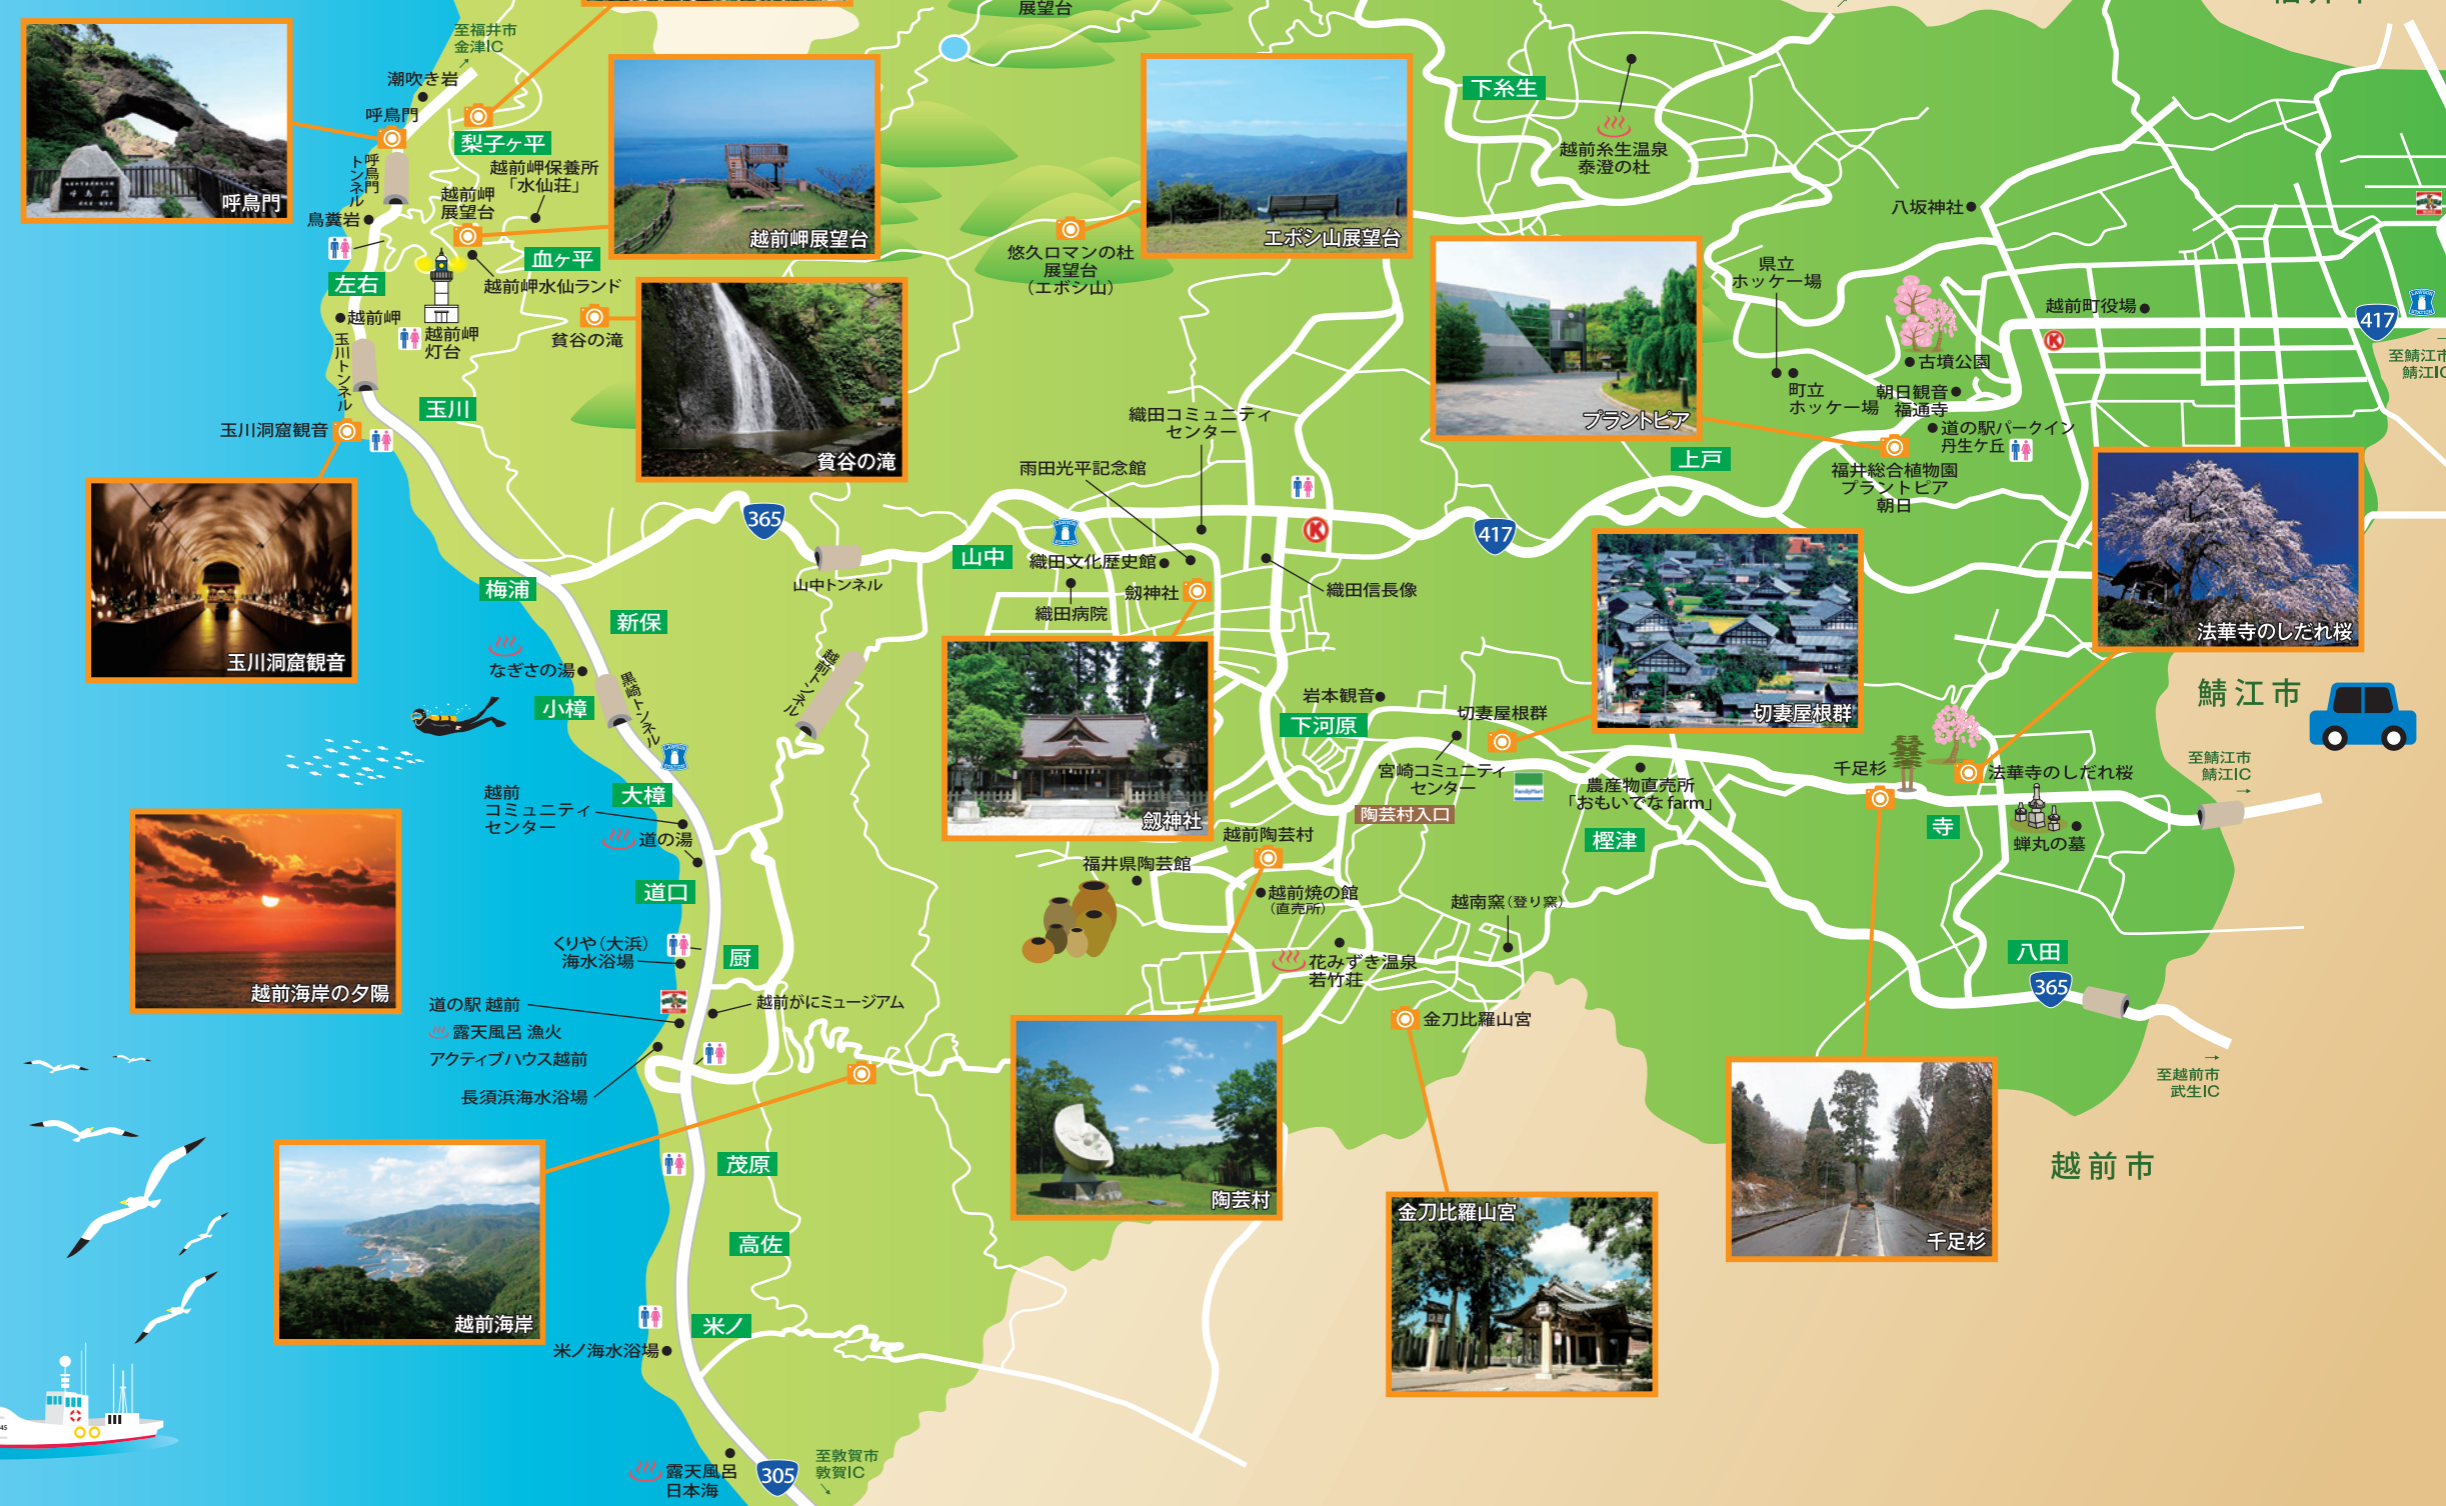 展望台
至福井市
金津IC
潮吹き岩
呼鳥門
呼鳥門
トンネル
呼鳥門
梨子ヶ平
越前岬保養所
「水仙荘」
越前岬
展望台
鳥糞岩
越前岬展望台
血ヶ平
左右
越前岬水仙ランド
越前岬
越前岬
灯台
貧谷の滝
貧谷の滝
玉川トンネル
玉川
玉川洞窟観音
玉川洞窟観音
悠久ロマンの杜
展望台
（エボシ山）
エボシ山展望台
下糸生
越前糸生温泉
泰澄の杜
八坂神社
県立
ホッケー場
町立
ホッケー場
プラントピア
古墳公園
越前町役場
417
至鯖江市
鯖江IC
朝日観音
福通寺
道の駅パークイン
丹生ケ丘
福井総合植物園
プラントピア
朝日
上戸
織田コミュニティ
センター
雨田光平記念館
365
山中トンネル
山中
LAWSON
STATION
織田文化歴史館
織田病院
劔神社
劔神社
織田信長像
417
K
切妻屋根群
法華寺のしだれ桜
梅浦
新保
なぎさの湯
小樟
黒崎トンネル
越前トンネル
大樟
越前
コミュニティ
センター
道の湯
道口
岩本観音
下河原
切妻屋根群
宮崎コミュニティ
センター
FamilyMart
農産物直売所
「おもいでな farm」
陶芸村入口
樫津
千足杉
法華寺のしだれ桜
寺
蝉丸の墓
鯖江市
至鯖江市
鯖江IC
越前海岸の夕陽
越前陶芸村
福井県陶芸館
越前焼の館
（直売所）
越南窯（登り窯）
花みずき温泉
若竹荘
くりや（大浜）
海水浴場
厨
道の駅 越前
露天風呂 漁火
アクティブハウス越前
越前がにミュージアム
長須浜海水浴場
金刀比羅山宮
金刀比羅山宮
八田
365
至越前市
武生IC
越前市
陶芸村
千足杉
越前海岸
茂原
高佐
米ノ
米ノ海水浴場
露天風呂
日本海
305
至敦賀市
敦賀IC